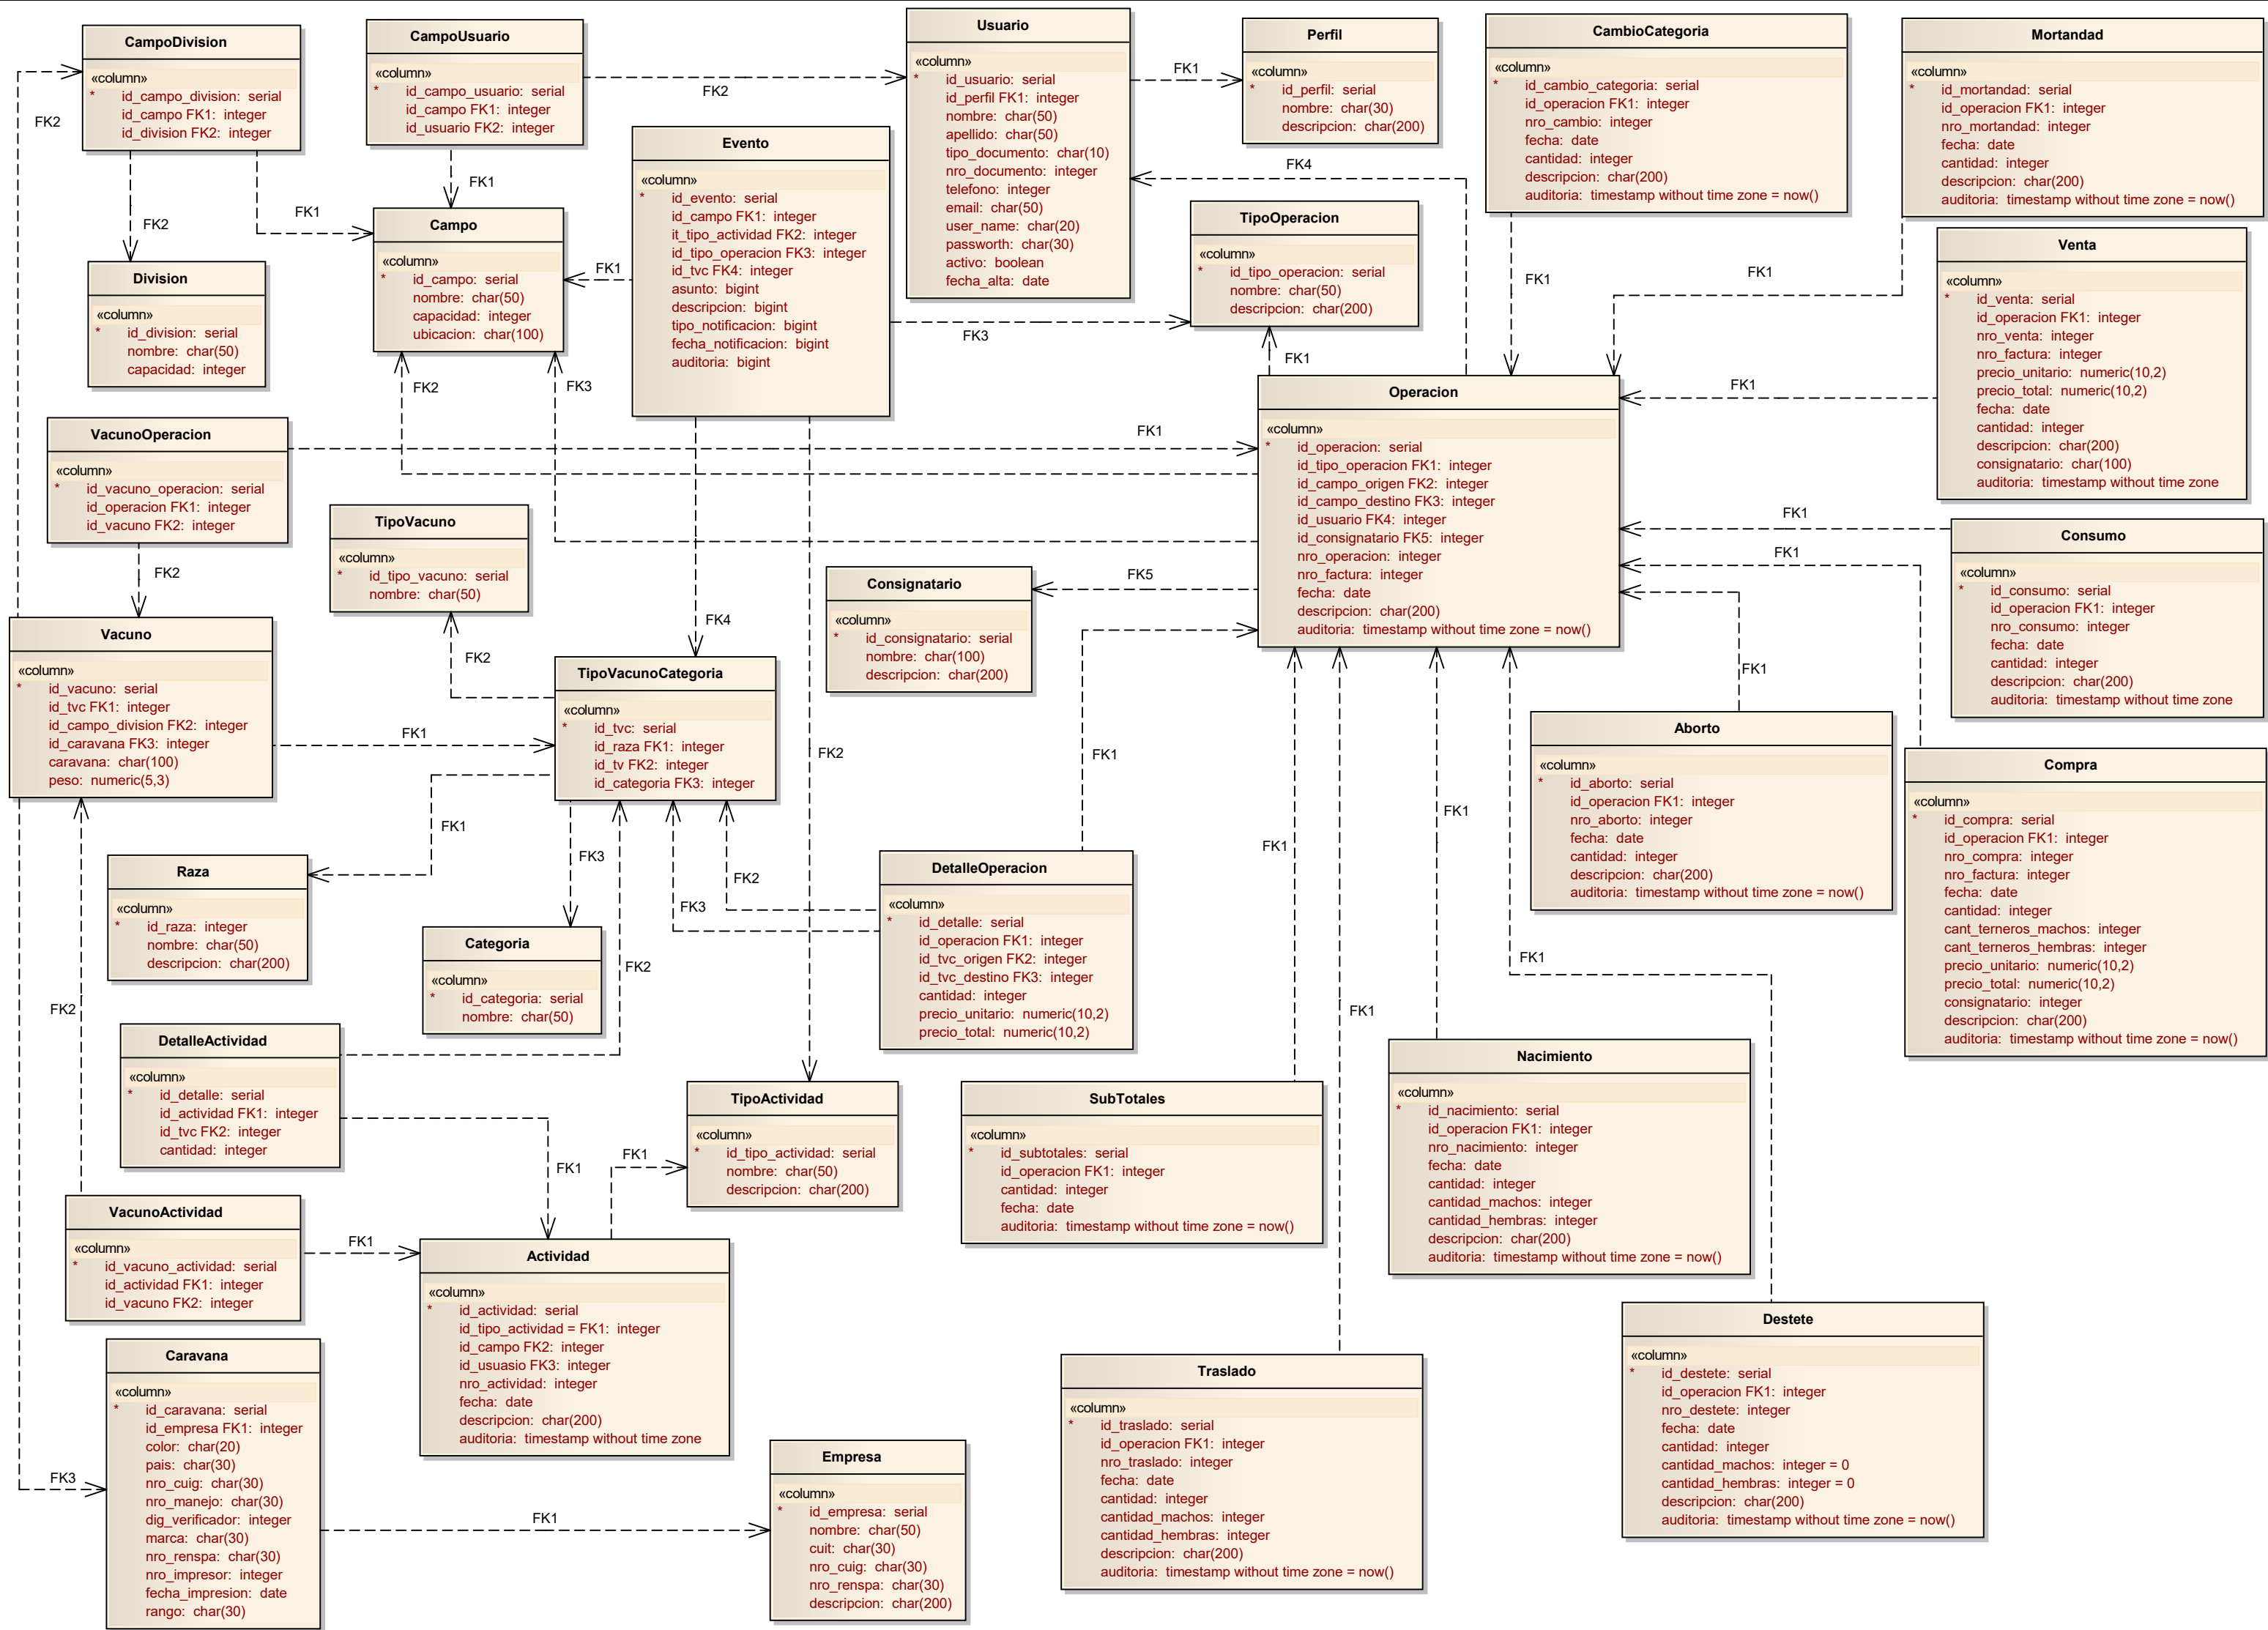 CampoDivision
«column»
* id_campo_division: serial
id_campo FK1: integer
id_division FK2: integer
CampoUsuario
«column»
* id_campo_usuario: serial
id_campo FK1: integer
id_usuario FK2: integer
Usuario
«column»
* id_usuario: serial
id_perfil FK1: integer
nombre: char(50)
apellido: char(50)
tipo_documento: char(10)
nro_documento: integer
telefono: integer
email: char(50)
user_name: char(20)
passworth: char(30)
activo: boolean
fecha_alta: date
Perfil
«column»
* id_perfil: serial
nombre: char(30)
descripcion: char(200)
CambioCategoria
«column»
* id_cambio_categoria: serial
id_operacion FK1: integer
nro_cambio: integer
fecha: date
cantidad: integer
descripcion: char(200)
auditoria: timestamp without time zone = now()
Mortandad
«column»
* id_mortandad: serial
id_operacion FK1: integer
nro_mortandad: integer
fecha: date
cantidad: integer
descripcion: char(200)
auditoria: timestamp without time zone = now()
FK2
FK2
FK1
FK1
FK2
FK1
FK4
Evento
«column»
* id_evento: serial
id_campo FK1: integer
it_tipo_actividad FK2: integer
id_tipo_operacion FK3: integer
id_tvc FK4: integer
asunto: bigint
descripcion: bigint
tipo_notificacion: bigint
fecha_notificacion: bigint
auditoria: bigint
Campo
«column»
* id_campo: serial
nombre: char(50)
capacidad: integer
ubicacion: char(100)
Division
«column»
* id_division: serial
nombre: char(50)
capacidad: integer
TipoOperacion
«column»
* id_tipo_operacion: serial
nombre: char(50)
descripcion: char(200)
Venta
«column»
* id_venta: serial
id_operacion FK1: integer
nro_venta: integer
nro_factura: integer
precio_unitario: numeric(10,2)
precio_total: numeric(10,2)
fecha: date
cantidad: integer
descripcion: char(200)
consignatario: char(100)
auditoria: timestamp without time zone
FK1
FK3
FK1
FK1
FK1
FK1
FK2
FK3
VacunoOperacion
«column»
* id_vacuno_operacion: serial
id_operacion FK1: integer
id_vacuno FK2: integer
FK1
Operacion
«column»
* id_operacion: serial
id_tipo_operacion FK1: integer
id_campo_origen FK2: integer
id_campo_destino FK3: integer
id_usuario FK4: integer
id_consignatario FK5: integer
nro_operacion: integer
nro_factura: integer
fecha: date
descripcion: char(200)
auditoria: timestamp without time zone = now()
TipoVacuno
«column»
* id_tipo_vacuno: serial
nombre: char(50)
Consignatario
«column»
* id_consignatario: serial
nombre: char(100)
descripcion: char(200)
Consumo
«column»
* id_consumo: serial
id_operacion FK1: integer
nro_consumo: integer
fecha: date
cantidad: integer
descripcion: char(200)
auditoria: timestamp without time zone
FK2
FK5
FK1
FK1
FK1
FK4
FK2
Vacuno
«column»
* id_vacuno: serial
id_tvc FK1: integer
id_campo_division FK2: integer
id_caravana FK3: integer
caravana: char(100)
peso: numeric(5,3)
TipoVacunoCategoria
«column»
* id_tvc: serial
id_raza FK1: integer
id_tv FK2: integer
id_categoria FK3: integer
Aborto
«column»
* id_aborto: serial
id_operacion FK1: integer
nro_aborto: integer
fecha: date
cantidad: integer
descripcion: char(200)
auditoria: timestamp without time zone = now()
Compra
«column»
* id_compra: serial
id_operacion FK1: integer
nro_compra: integer
nro_factura: integer
fecha: date
cantidad: integer
cant_terneros_machos: integer
cant_terneros_hembras: integer
precio_unitario: numeric(10,2)
precio_total: numeric(10,2)
consignatario: integer
descripcion: char(200)
auditoria: timestamp without time zone = now()
FK1
FK2
FK1
FK1
FK1
FK3
FK1
FK2
FK3
Raza
«column»
* id_raza: integer
nombre: char(50)
descripcion: char(200)
Categoria
«column»
* id_categoria: serial
nombre: char(50)
DetalleOperacion
«column»
* id_detalle: serial
id_operacion FK1: integer
id_tvc_origen FK2: integer
id_tvc_destino FK3: integer
cantidad: integer
precio_unitario: numeric(10,2)
precio_total: numeric(10,2)
FK2
FK2
FK1
FK1
DetalleActividad
«column»
* id_detalle: serial
id_actividad FK1: integer
id_tvc FK2: integer
cantidad: integer
TipoActividad
«column»
* id_tipo_actividad: serial
nombre: char(50)
descripcion: char(200)
SubTotales
«column»
* id_subtotales: serial
id_operacion FK1: integer
cantidad: integer
fecha: date
auditoria: timestamp without time zone = now()
Nacimiento
«column»
* id_nacimiento: serial
id_operacion FK1: integer
nro_nacimiento: integer
fecha: date
cantidad: integer
cantidad_machos: integer
cantidad_hembras: integer
descripcion: char(200)
auditoria: timestamp without time zone = now()
FK1
FK1
FK1
VacunoActividad
«column»
* id_vacuno_actividad: serial
id_actividad FK1: integer
id_vacuno FK2: integer
Actividad
«column»
* id_actividad: serial
id_tipo_actividad = FK1: integer
id_campo FK2: integer
id_usuasio FK3: integer
nro_actividad: integer
fecha: date
descripcion: char(200)
auditoria: timestamp without time zone
Caravana
«column»
* id_caravana: serial
id_empresa FK1: integer
color: char(20)
pais: char(30)
nro_cuig: char(30)
nro_manejo: char(30)
dig_verificador: integer
marca: char(30)
nro_renspa: char(30)
nro_impresor: integer
fecha_impresion: date
rango: char(30)
FK3
FK1
Empresa
«column»
* id_empresa: serial
nombre: char(50)
cuit: char(30)
nro_cuig: char(30)
nro_renspa: char(30)
descripcion: char(200)
Traslado
«column»
* id_traslado: serial
id_operacion FK1: integer
nro_traslado: integer
fecha: date
cantidad: integer
cantidad_machos: integer
cantidad_hembras: integer
descripcion: char(200)
auditoria: timestamp without time zone = now()
Destete
«column»
* id_destete: serial
id_operacion FK1: integer
nro_destete: integer
fecha: date
cantidad: integer
cantidad_machos: integer = 0
cantidad_hembras: integer = 0
descripcion: char(200)
auditoria: timestamp without time zone = now()